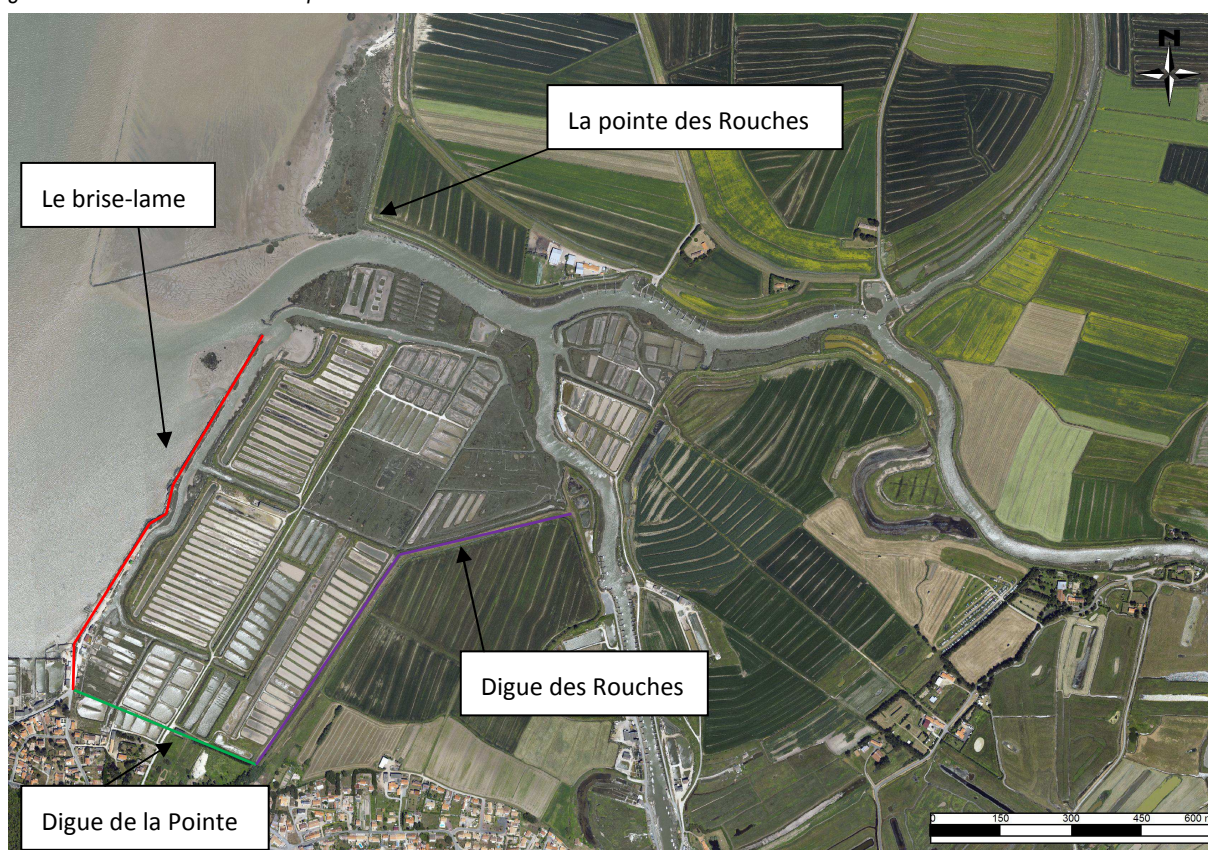 N
La pointe des Rouches
Le brise-lame
Digue des Rouches
Digue de la Pointe
0 150 300 450 600 m